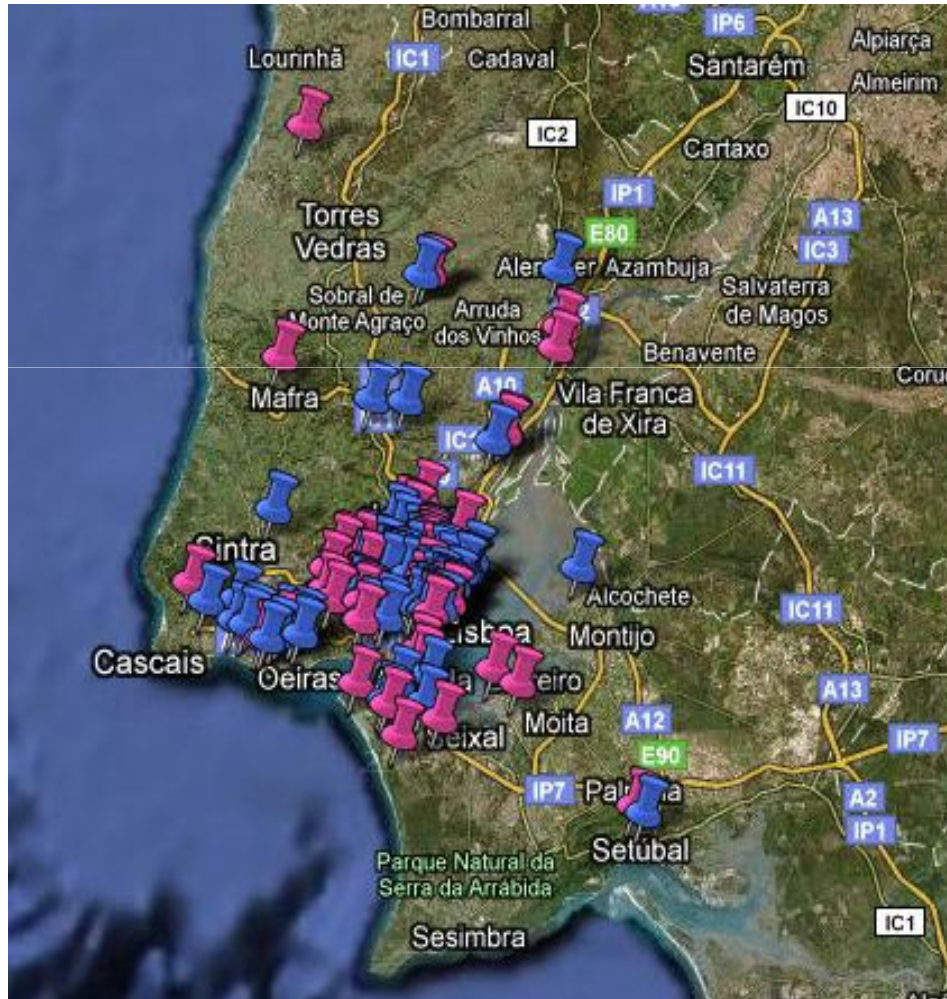 Bombarral
IP6
Lourinhã
IC1
Cadaval
Santarém
Alpiarça
Almeirim
IC10
IC2
Cartaxo
IP1
Torres
Vedras
A13
E80
IC3
Azambuja
Salvaterra
de Magos
Sobral de
Monte Agraço
Arruda
dos Vinhos
Benavente
Mafra
A10
Vila Franca
de Xira
IC11
Sintra
Alcochete
IC11
Lisboa
Montijo
Cascais
Oeiras
A13
Moita
A12
Seixal
IP7
E90
IP7
A2
IP1
Setúbal
Parque Natural da
Serra da Arrábida
IC1
Sesimbra